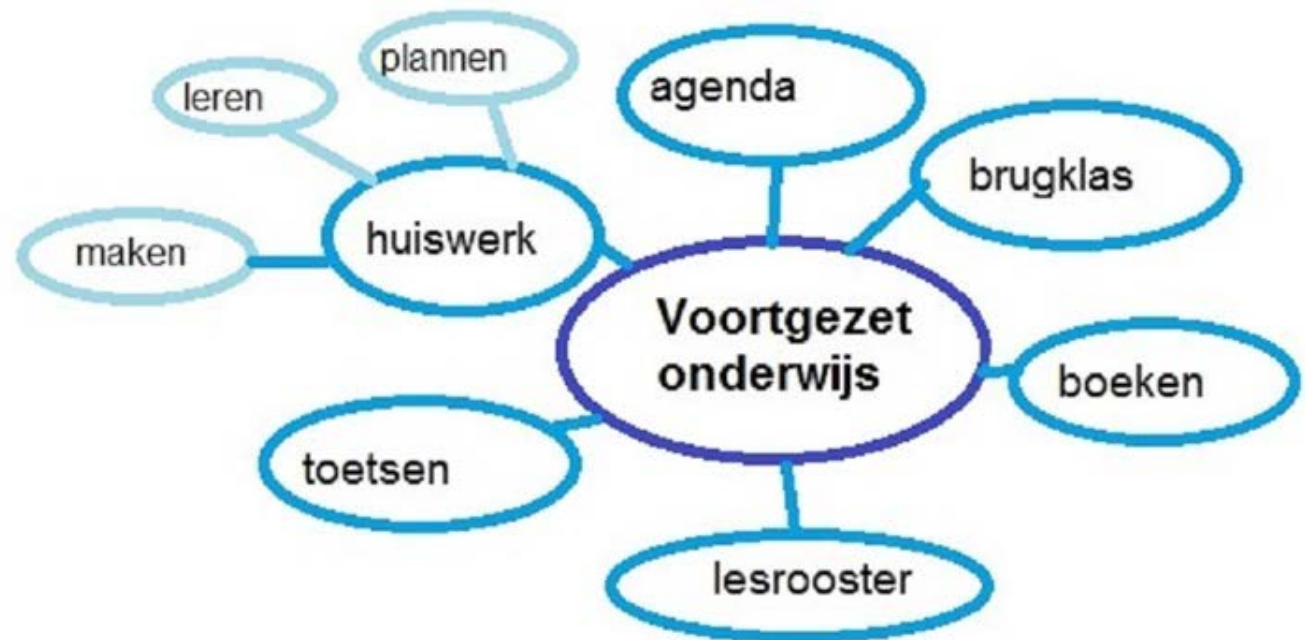 plannen
leren
agenda
brugklas
huiswerk
maken
Voortgezet
onderwijs
boeken
toetsen
lesrooster